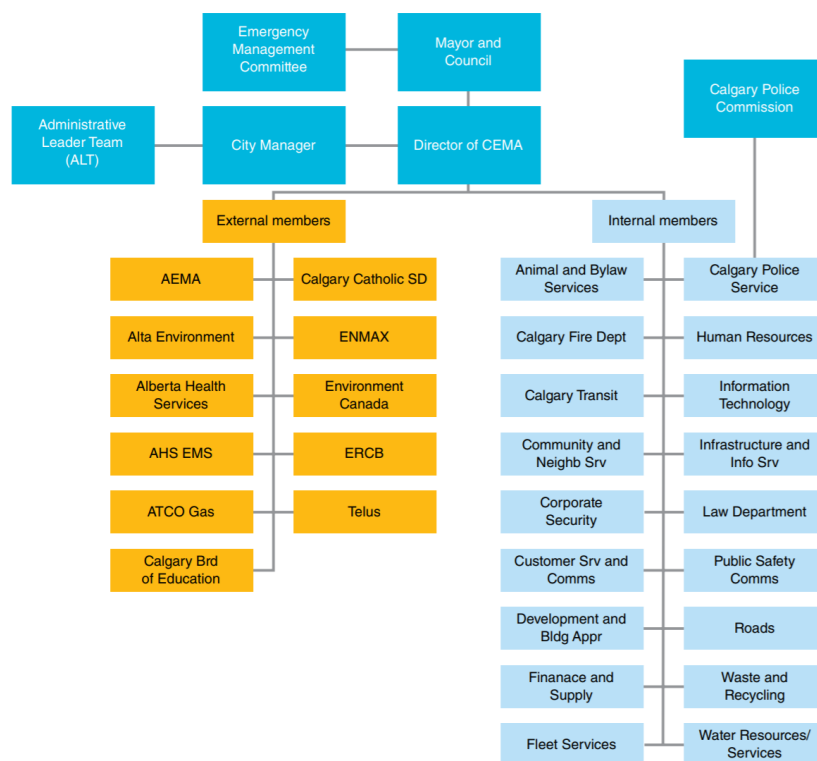 Emergency
Management
Committee
Mayor and
Council
Calgary Police
Commission
Administrative
Leader Team
(ALT)
City Manager
Director of CEMA
External members
Internal members
AEMA
Calgary Catholic SD
Alta Environment
ENMAX
Alberta Health
Services
Environment
Canada
AHS EMS
ERCB
ATCO Gas
Telus
Calgary Brd
of Education
Animal and Bylaw
Services
Calgary Police
Service
Calgary Fire Dept
Human Resources
Calgary Transit
Information
Technology
Community and
Neighb Srv
Infrastructure and
Info Srv
Corporate
Security
Law Department
Customer Srv and
Comms
Public Safety
Comms
Development and
Bldg Appr
Roads
Finanace and
Supply
Waste and
Recycling
Fleet Services
Water Resources/
Services